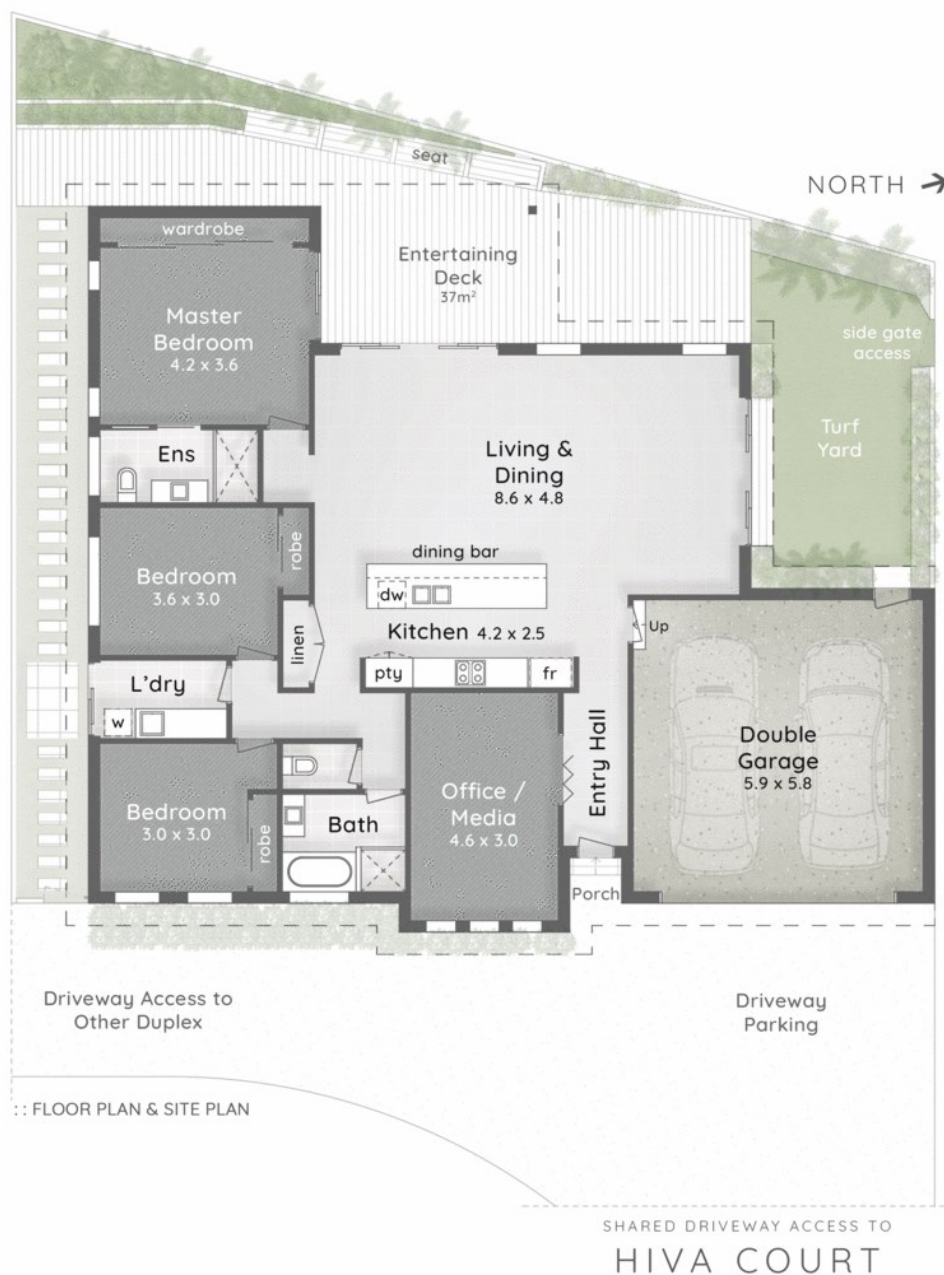 seat
NORTH
wardrobe
Entertaining
Deck
37m²
Master
Bedroom
4.2 x 3.6
side gate
access
Turf
Yard
Ens
Living &
Dining
8.6 x 4.8
robe
Bedroom
3.6 x 3.0
dining bar
dw
Kitchen 4.2 x 2.5
Up
linen
pty
fr
L'dry
w
Entry Hall
Double
Garage
5.9 x 5.8
Office /
Media
4.6 x 3.0
Bedroom
3.0 x 3.0
robe
Bath
Porch
Driveway Access to
Other Duplex
Driveway
Parking
:: FLOOR PLAN & SITE PLAN
SHARED DRIVEWAY ACCESS TO
HIVA COURT